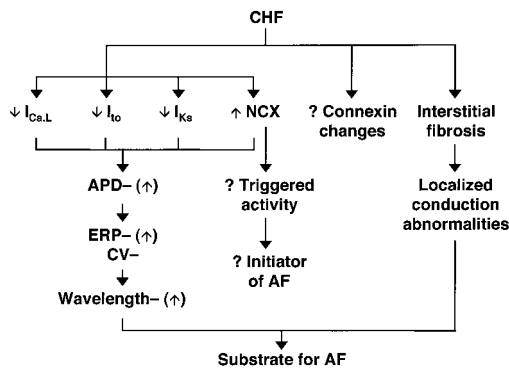 CHF
↓ ICa.L
↓ Ito
↓ IKs
↑ NCX
? Connexin
changes
Interstitial
fibrosis
APD– (↑)
? Triggered
activity
Localized
conduction
abnormalities
ERP– (↑)
CV–
? Initiator
of AF
Wavelength– (↑)
Substrate for AF